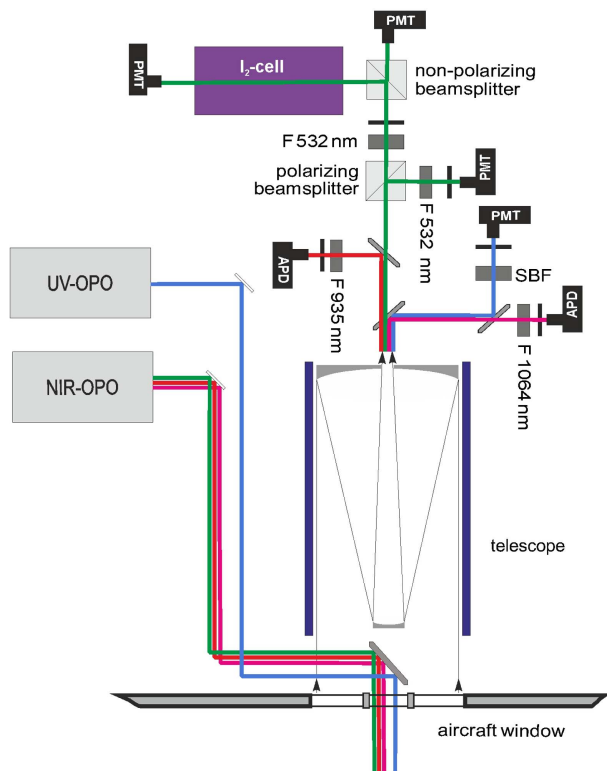 PMT
I₂-cell
PMT
non-polarizing
beamsplitter
F 532 nm
polarizing
beamsplitter
PMT
F 532 nm
PMT
APD
F 935 nm
SBF
APD
F 1064 nm
UV-OPO
NIR-OPO
telescope
aircraft window